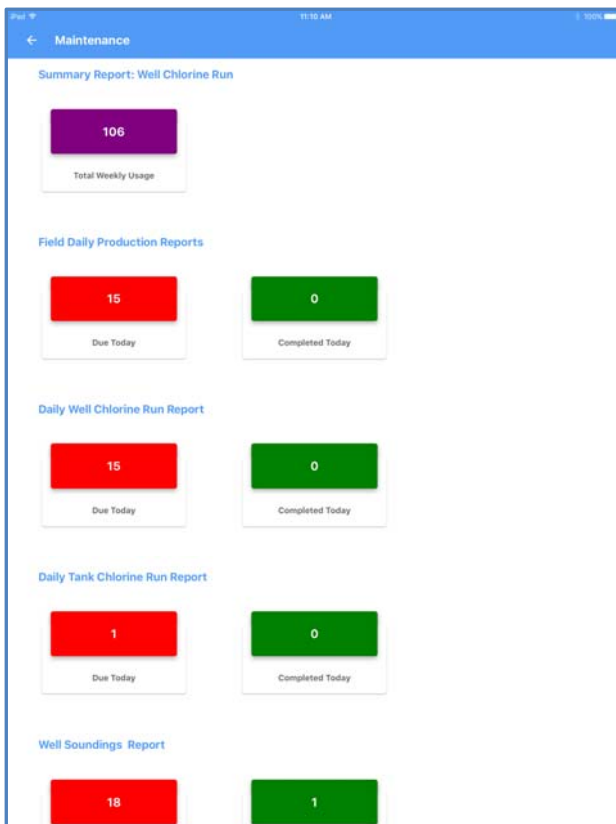 iPad
11:10 AM
100%
← Maintenance
Summary Report: Well Chlorine Run
106
Total Weekly Usage
Field Daily Production Reports
15 0
Due Today Completed Today
Daily Well Chlorine Run Report
15 0
Due Today Completed Today
Daily Tank Chlorine Run Report
1 0
Due Today Completed Today
Well Soundings Report
18 1